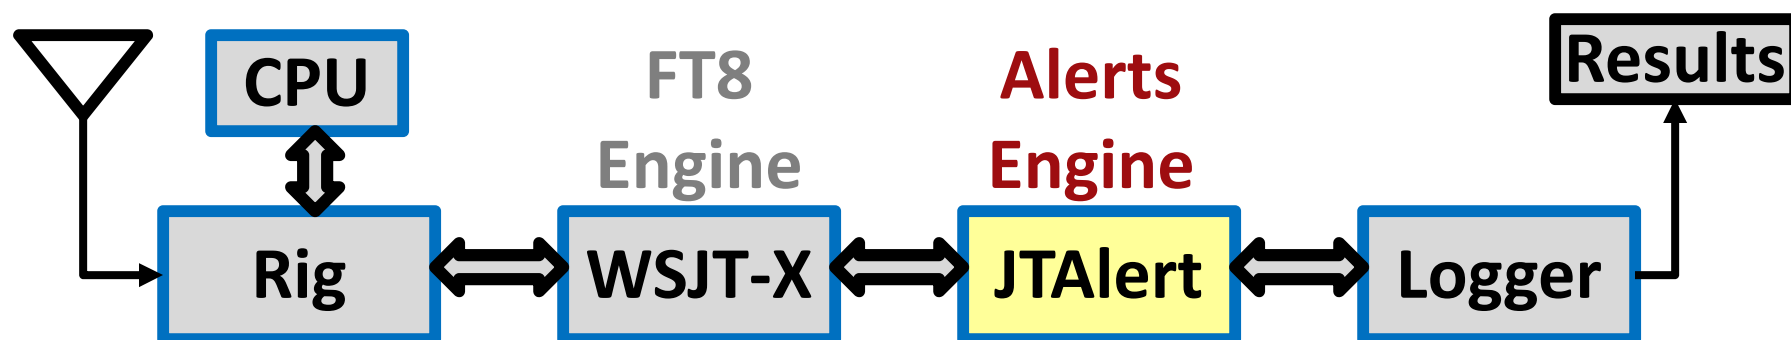 CPU
FT8
Engine
Alerts
Engine
Results
Rig
WSJT-X
JTAlert
Logger